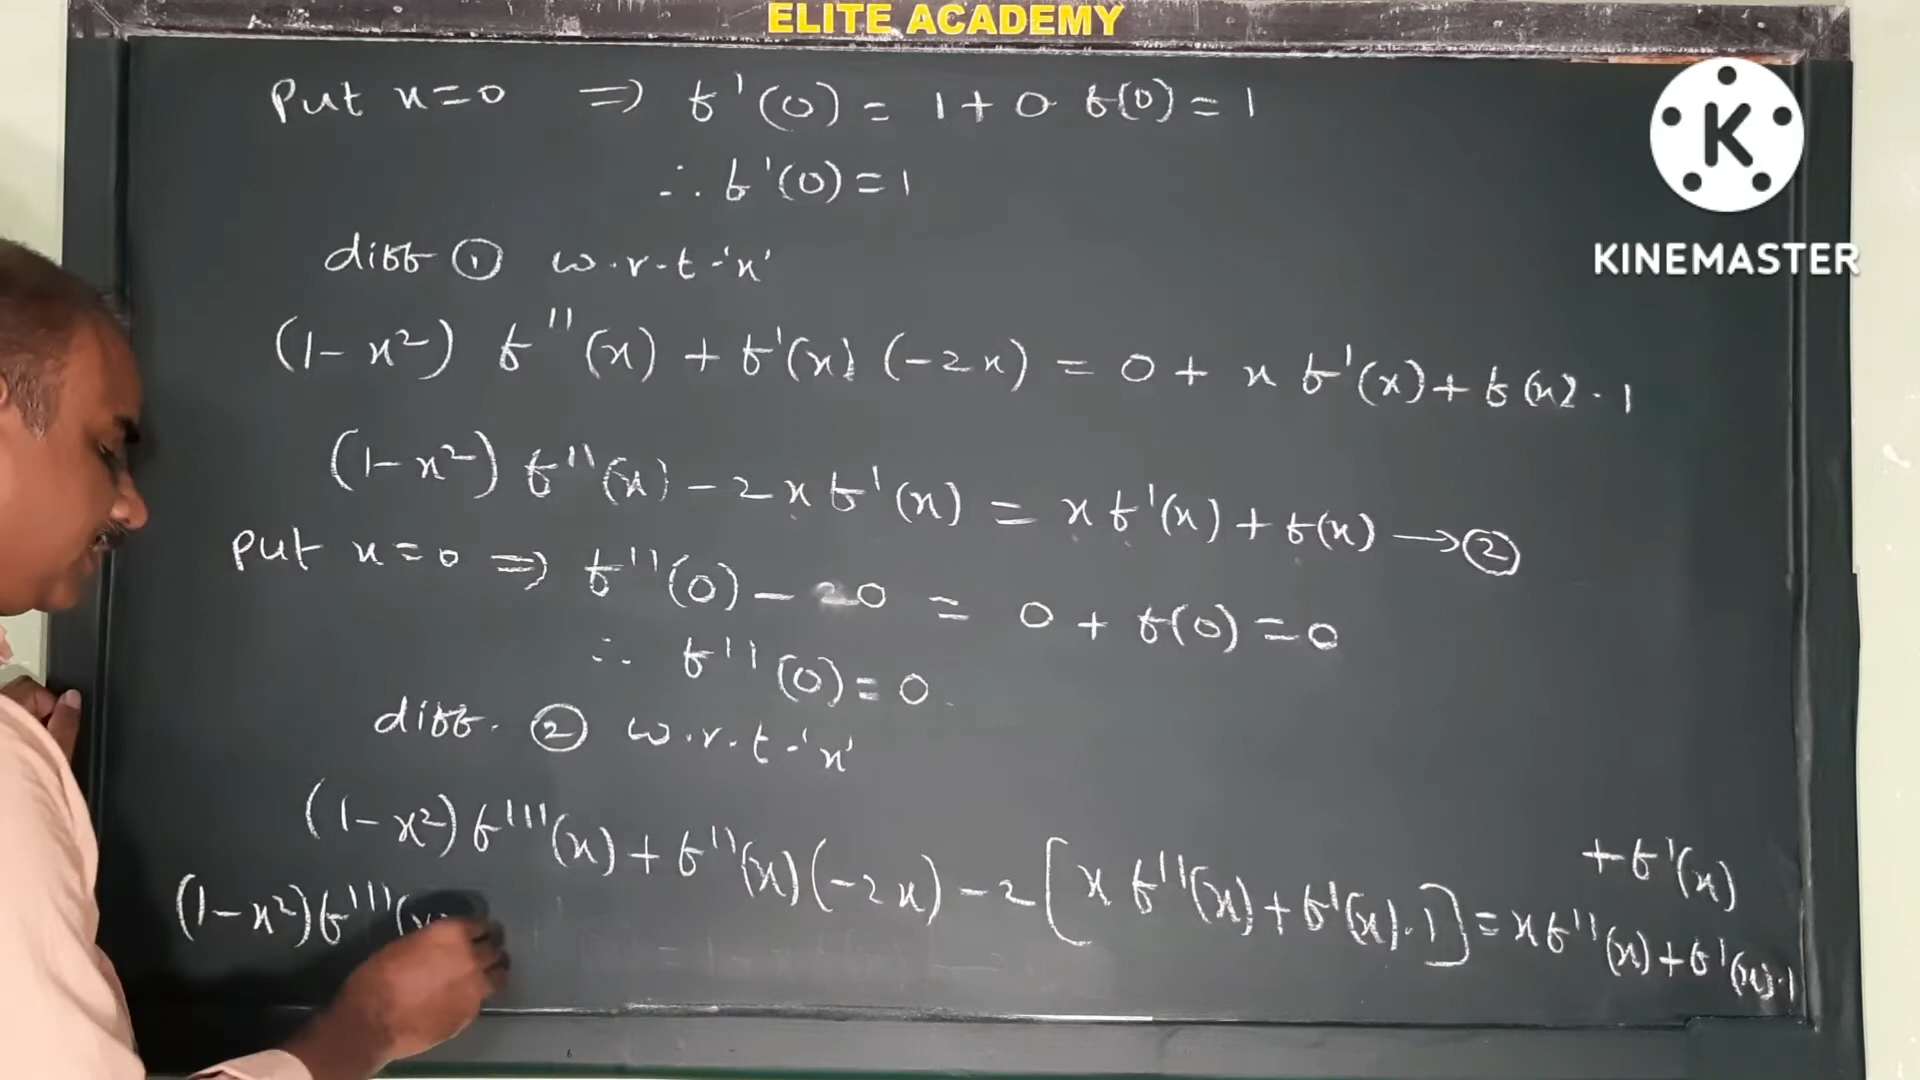 ELITE ACADEMY
Put x=0 ⇒ f'(0) = 1+0 f(0) = 1
∴ f'(0) = 1
diff ① w.r.t-'x'
(1-x²) f''(x) + f'(x) (-2x) = 0 + x f'(x) + f(x)·1
(1-x²) f''(x) - 2x f'(x) = x f'(x) + f(x) → ②
Put x=0 ⇒ f''(0) - 20 = 0 + f(0) = 0
∴ f''(0) = 0.
diff. ② w.r.t-'x'
(1-x²) f'''(x) + f''(x) (-2x) - 2[x f''(x) + f'(x)·1] = x f''(x) + f'(x)·1
+ f'(x)
(1-x²) f'''(x
KINEMASTER